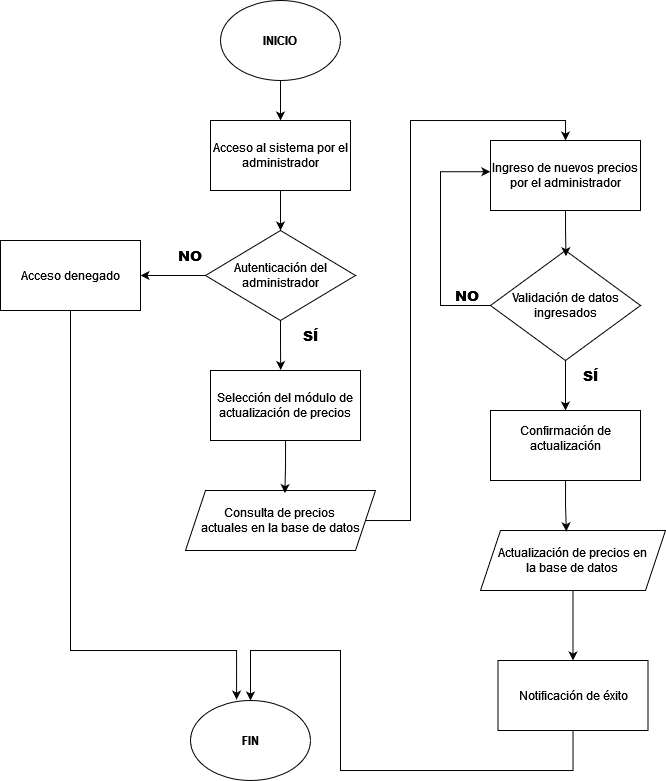 INICIO
Acceso al sistema por el
administrador
Autenticación del
administrador
NO
Acceso denegado
SÍ
Selección del módulo de
actualización de precios
Consulta de precios
actuales en la base de datos
Ingreso de nuevos precios
por el administrador
Validación de datos
ingresados
NO
SÍ
Confirmación de
actualización
Actualización de precios en
la base de datos
Notificación de éxito
FIN